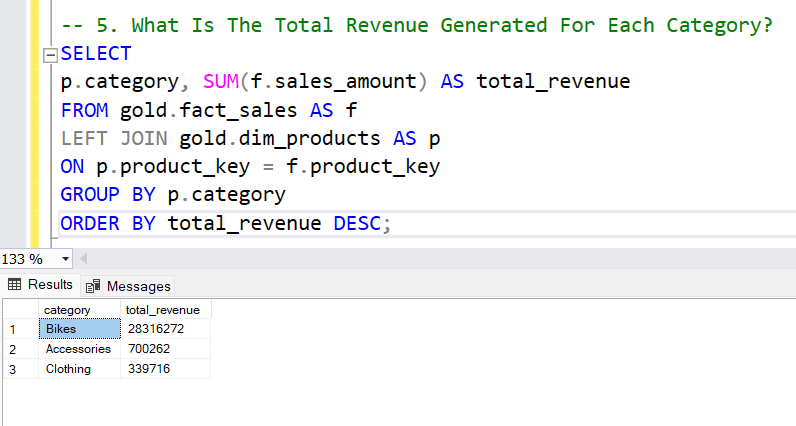 -- 5. What Is The Total Revenue Generated For Each Category?
SELECT
p.category, SUM(f.sales_amount) AS total_revenue
FROM gold.fact_sales AS f
LEFT JOIN gold.dim_products AS p
ON p.product_key = f.product_key
GROUP BY p.category
ORDER BY total_revenue DESC;
133 %
Results Messages
category total_revenue
1 Bikes 28316272
2 Accessories 700262
3 Clothing 339716